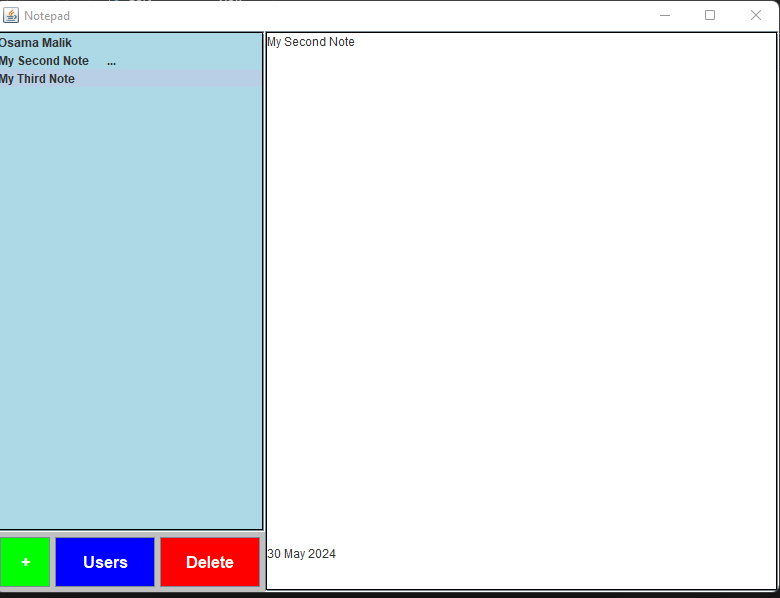 Notepad
Osama Malik
My Second Note ...
My Third Note
My Second Note
30 May 2024
+
Users
Delete